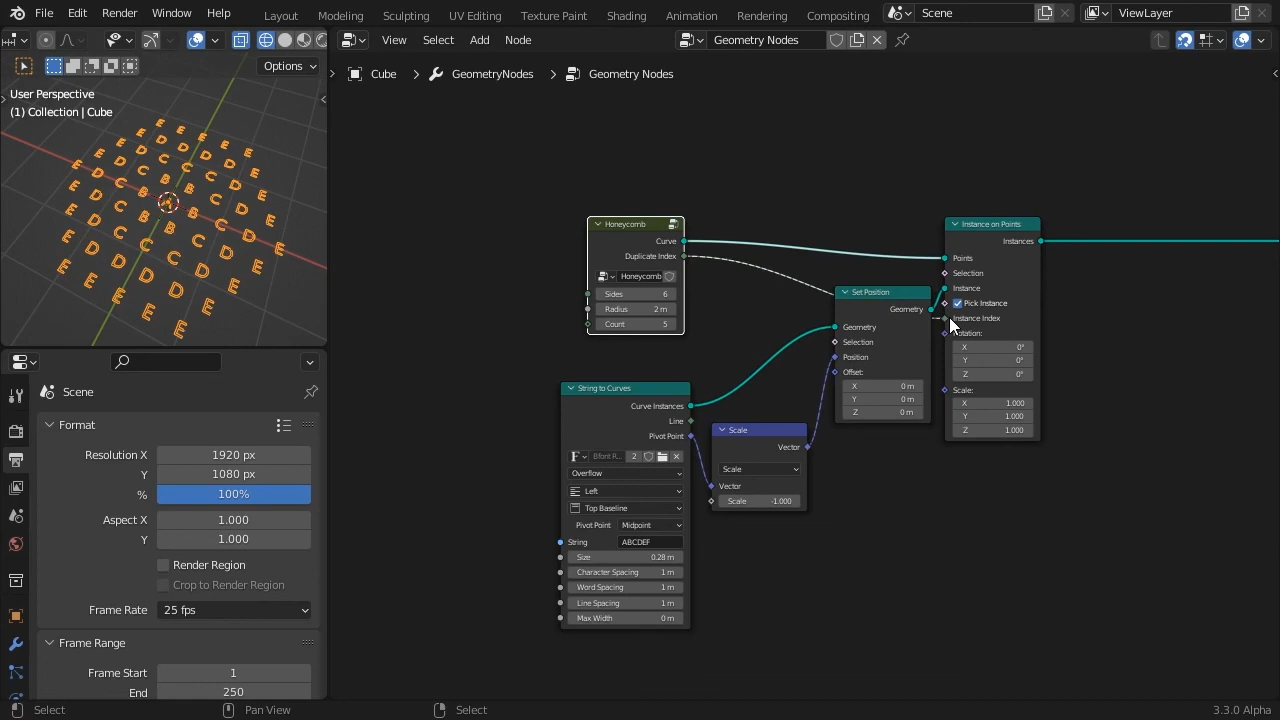 File Edit Render Window Help Layout Modeling Sculpting UV Editing Texture Paint Shading Animation Rendering Compositing Scene ViewLayer
View Select Add Node Geometry Nodes
Options
Cube GeometryNodes Geometry Nodes
User Perspective
(1) Collection | Cube
Honeycomb
Curve
Duplicate Index
Honeycomb
Sides 6
Radius 2 m
Count 5
Set Position
Geometry
Geometry
Selection
Position
Offset:
X 0 m
Y 0 m
Z 0 m
Instance on Points
Instances
Points
Selection
Instance
Pick Instance
Instance Index
Rotation:
X 0°
Y 0°
Z 0°
Scale:
X 1.000
Y 1.000
Z 1.000
String to Curves
Curve Instances
Line
Pivot Point
F Bfont R... 2
Overflow
Left
Top Baseline
Pivot Point Midpoint
String ABCDEF
Size 0.28 m
Character Spacing 1 m
Word Spacing 1 m
Line Spacing 1 m
Max Width 0 m
Scale
Vector
Scale
Vector
Scale -1.000
Scene
Format
Resolution X 1920 px
Y 1080 px
% 100%
Aspect X 1.000
Y 1.000
Render Region
Crop to Render Region
Frame Rate 25 fps
Frame Range
Frame Start 1
End 250
Select Pan View Select 3.3.0 Alpha